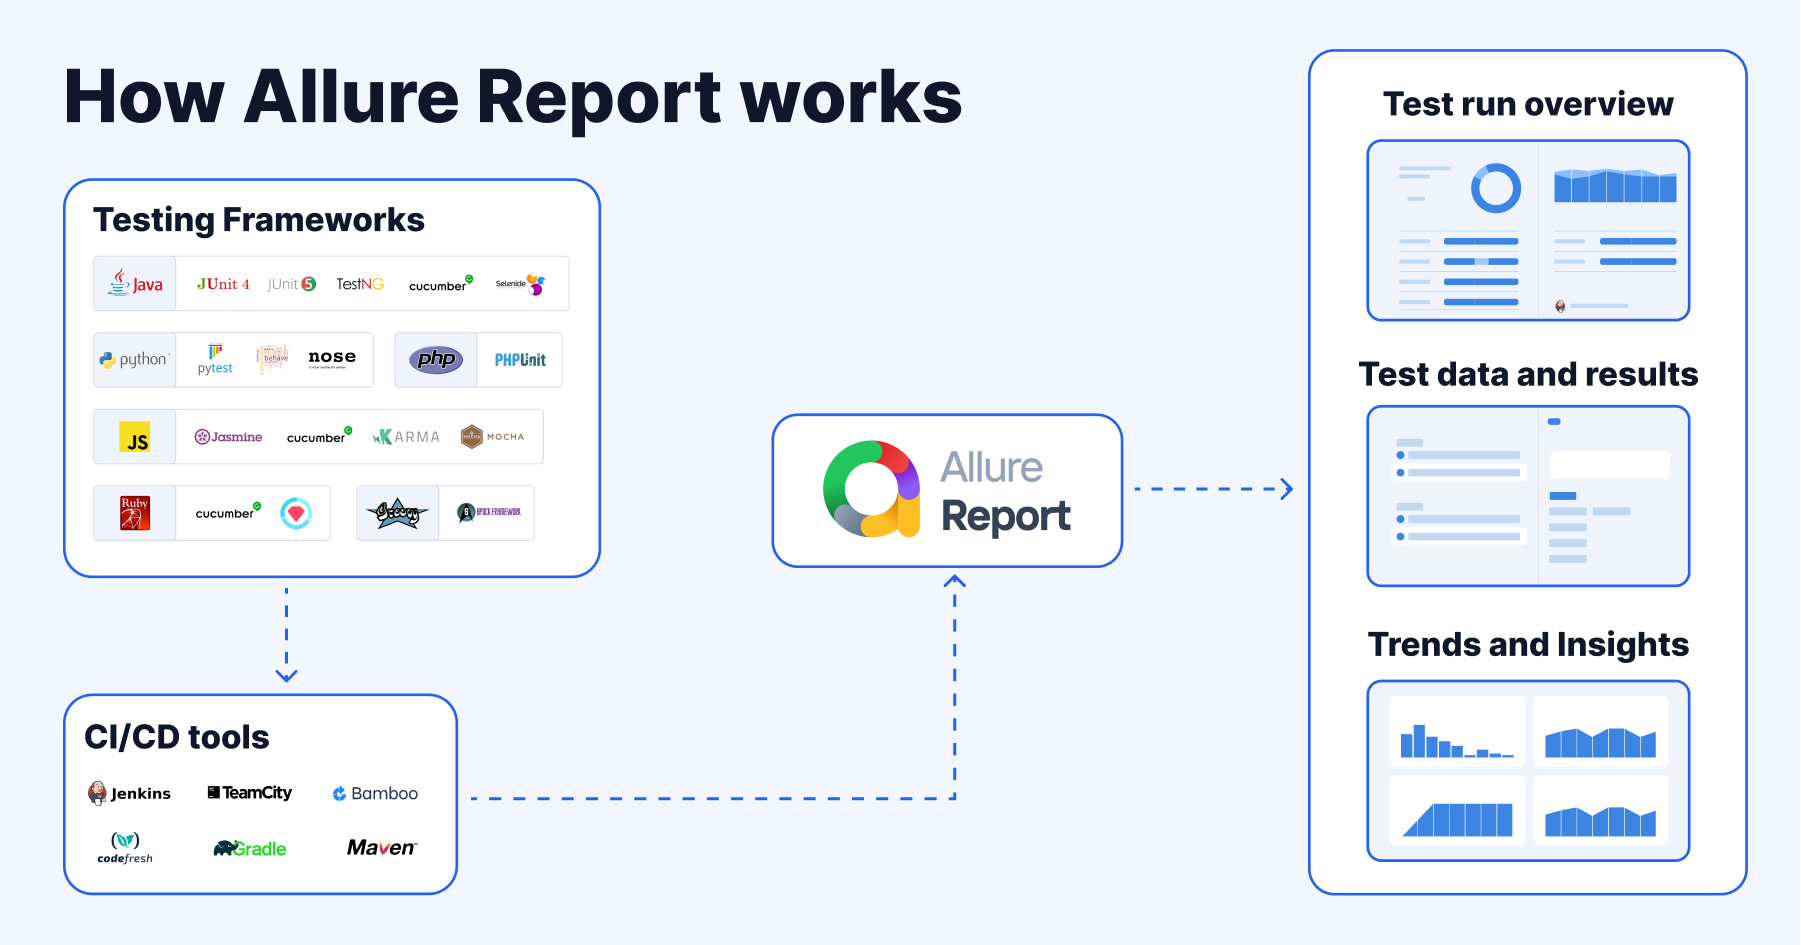 How Allure Report works
Testing Frameworks
Java
JUnit 4
JUnit 5
TestNG
cucumber
Selenide
python
pytest
behave
nose
php
PHPUnit
JS
Jasmine
cucumber
KARMA
MOCHA
Ruby
cucumber
Groovy
SPOCK FRAMEWORK
CI/CD tools
Jenkins
TeamCity
Bamboo
codefresh
Gradle
Maven™
Allure
Report
Test run overview
Test data and results
Trends and Insights